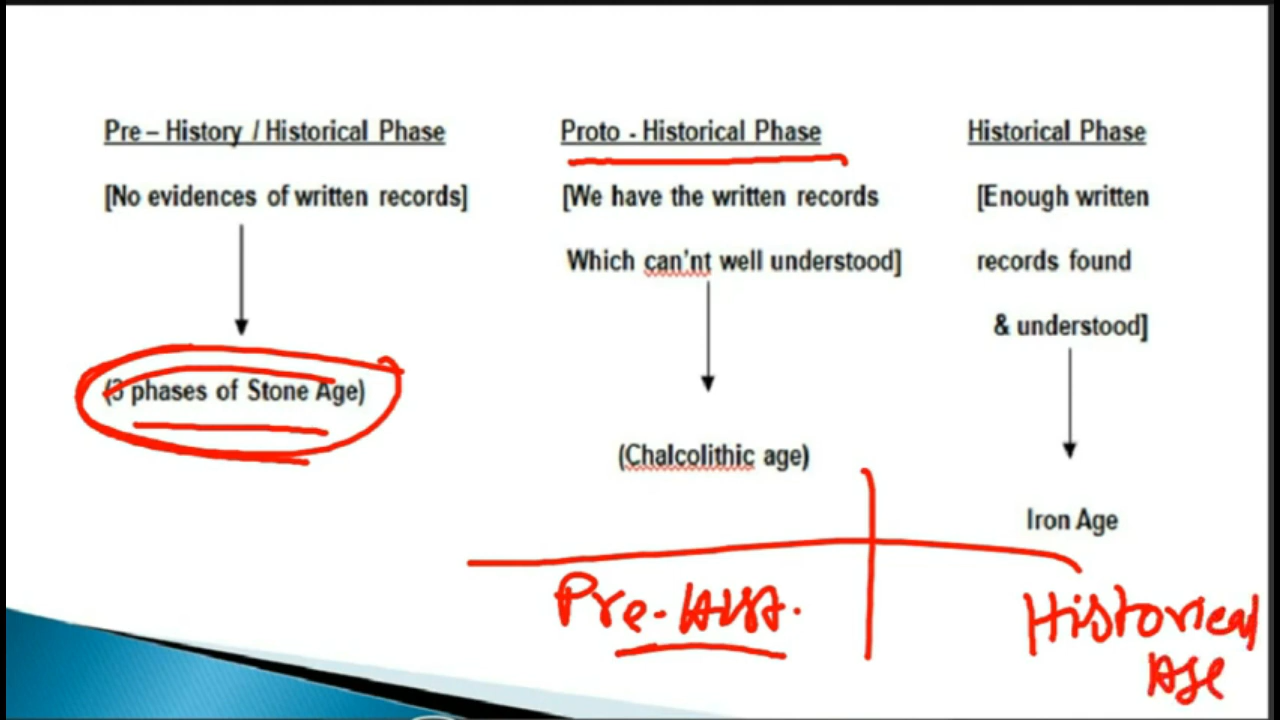 Pre – History / Historical Phase
[No evidences of written records]
(3 phases of Stone Age)
Proto - Historical Phase
[We have the written records
Which can'nt well understood]
(Chalcolithic age)
Historical Phase
[Enough written
records found
& understood]
Iron Age
Pre-Hist.
Historical
Age